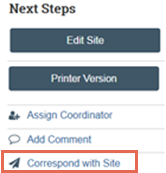 Next Steps
Edit Site
Printer Version
Assign Coordinator
Add Comment
Correspond with Site